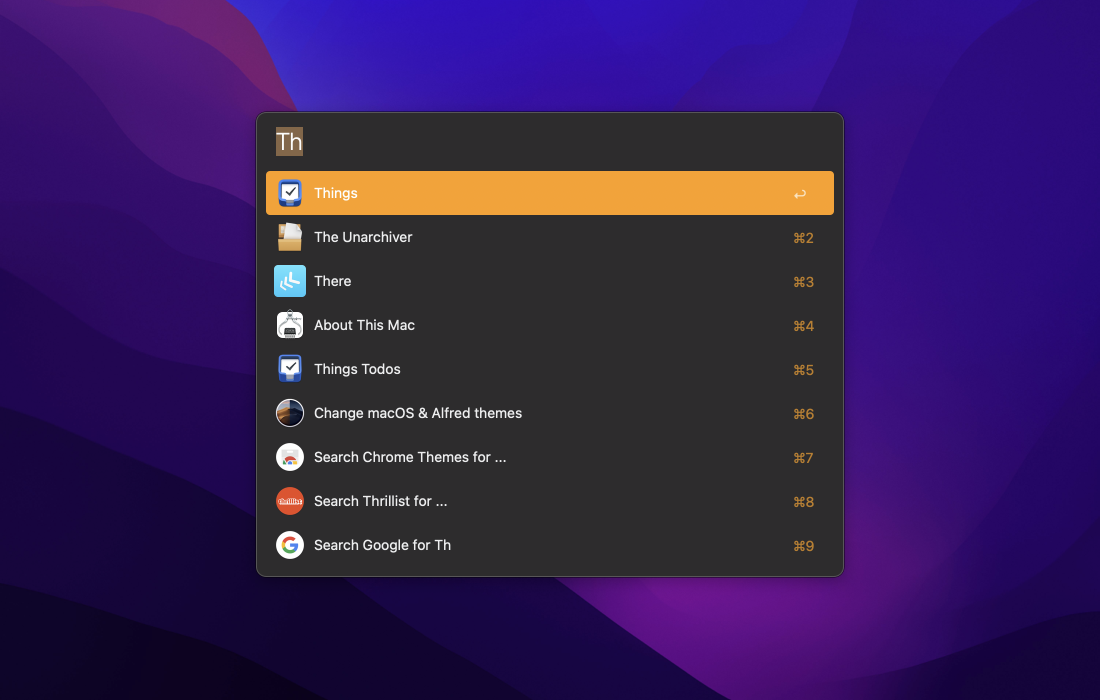 Th
Things ↩
The Unarchiver ⌘2
There ⌘3
About This Mac ⌘4
Things Todos ⌘5
Change macOS & Alfred themes ⌘6
Search Chrome Themes for ... ⌘7
Search Thrillist for ... ⌘8
Search Google for Th ⌘9